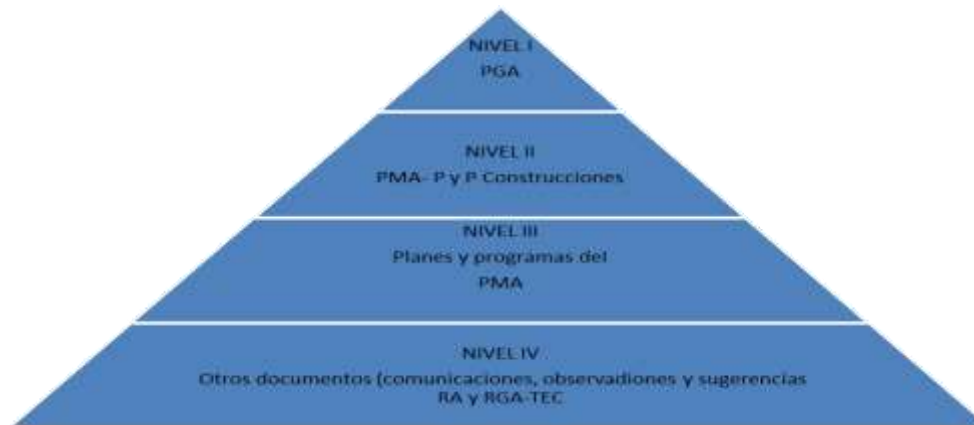 NIVEL I
PGA
NIVEL II
PMA- P y P Construcciones
NIVEL III
Planes y programas del
PMA
NIVEL IV
Otros documentos (comunicaciones, observadiones y sugerencias
RA y RGA-TEC